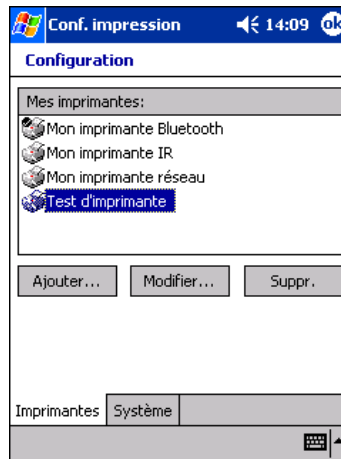 Conf. impression 14:09 ok
Configuration
Mes imprimantes:
Mon imprimante Bluetooth
Mon imprimante IR
Mon imprimante réseau
Test d'imprimante
Ajouter... Modifier... Suppr.
Imprimantes Système